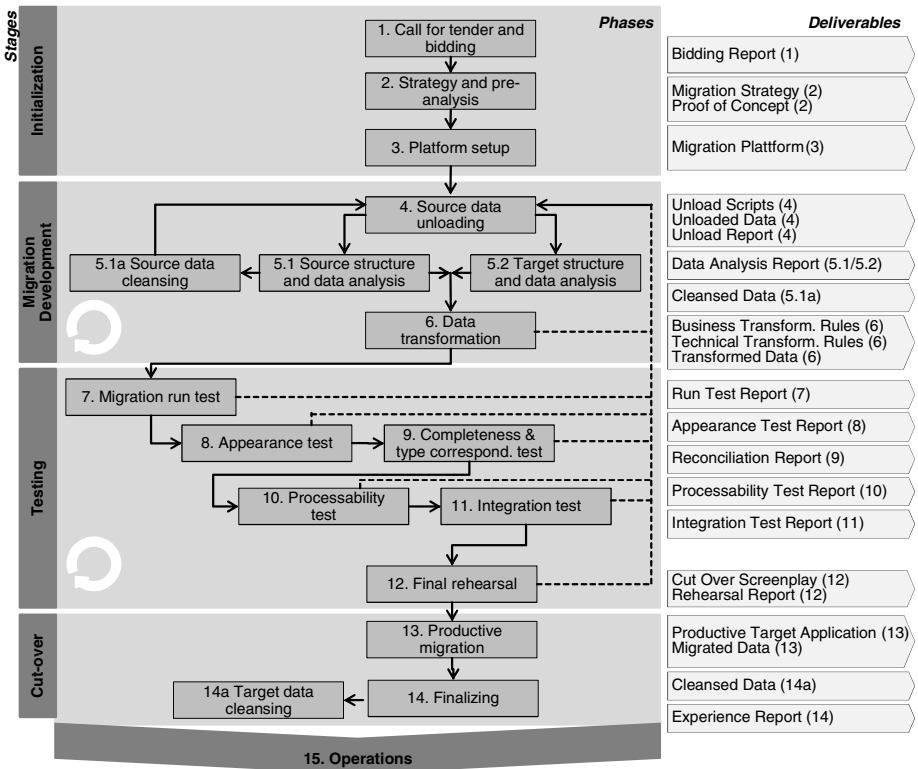 Stages
Phases
Deliverables
Initialization
1. Call for tender and
bidding
2. Strategy and pre-
analysis
3. Platform setup
Bidding Report (1)
Migration Strategy (2)
Proof of Concept (2)
Migration Plattform(3)
Migration
Development
4. Source data
unloading
5.1a Source data
cleansing
5.1 Source structure
and data analysis
5.2 Target structure
and data analysis
6. Data
transformation
Unload Scripts (4)
Unloaded Data (4)
Unload Report (4)
Data Analysis Report (5.1/5.2)
Cleansed Data (5.1a)
Business Transform. Rules (6)
Technical Transform. Rules (6)
Transformed Data (6)
Testing
7. Migration run test
8. Appearance test
9. Completeness &
type correspond. test
10. Processability
test
11. Integration test
12. Final rehearsal
Run Test Report (7)
Appearance Test Report (8)
Reconciliation Report (9)
Processability Test Report (10)
Integration Test Report (11)
Cut Over Screenplay (12)
Rehearsal Report (12)
Cut-over
13. Productive
migration
14. Finalizing
14a Target data
cleansing
Productive Target Application (13)
Migrated Data (13)
Cleansed Data (14a)
Experience Report (14)
15. Operations